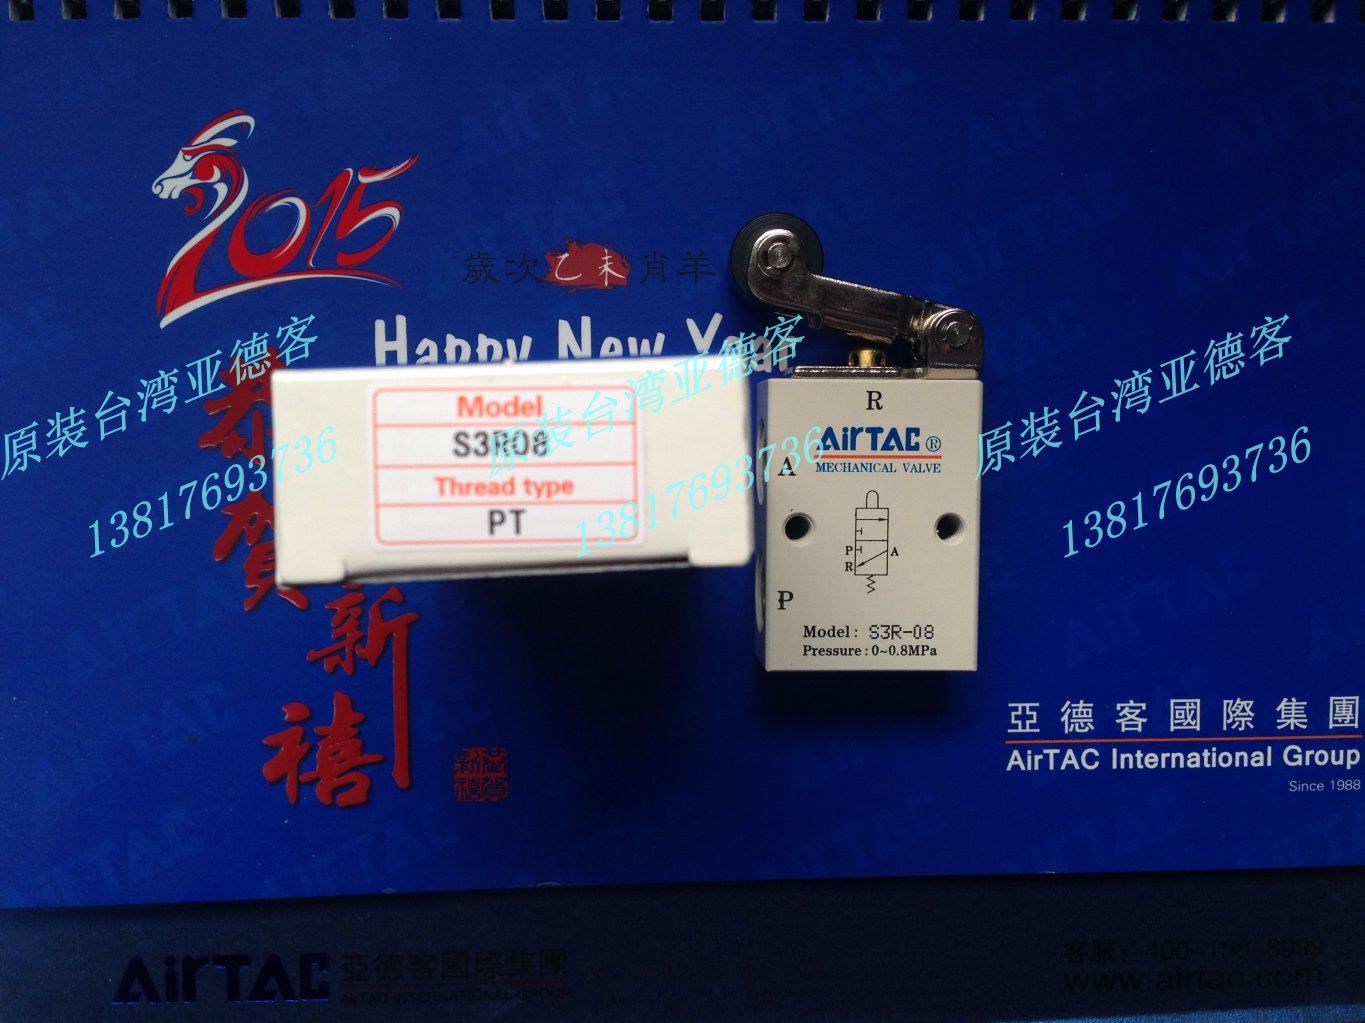 2015
歲次乙未肖羊
Happy New Year
恭賀新禧
Model
S3R08
Thread type
PT
R
AirTAC ®
MECHANICAL VALVE
A
P
A
R
P
Model: S3R-08
Pressure: 0~0.8MPa
亞德客國際集團
AirTAC International Group
Since 1988
AirTAC 亞德客國際集團
AIRTAC INTERNATIONAL GROUP
客服：400-108-8999
www.airtac.com
原装台湾亚德客
13817693736
原装台湾亚德客
13817693736
原装台湾亚德客
13817693736